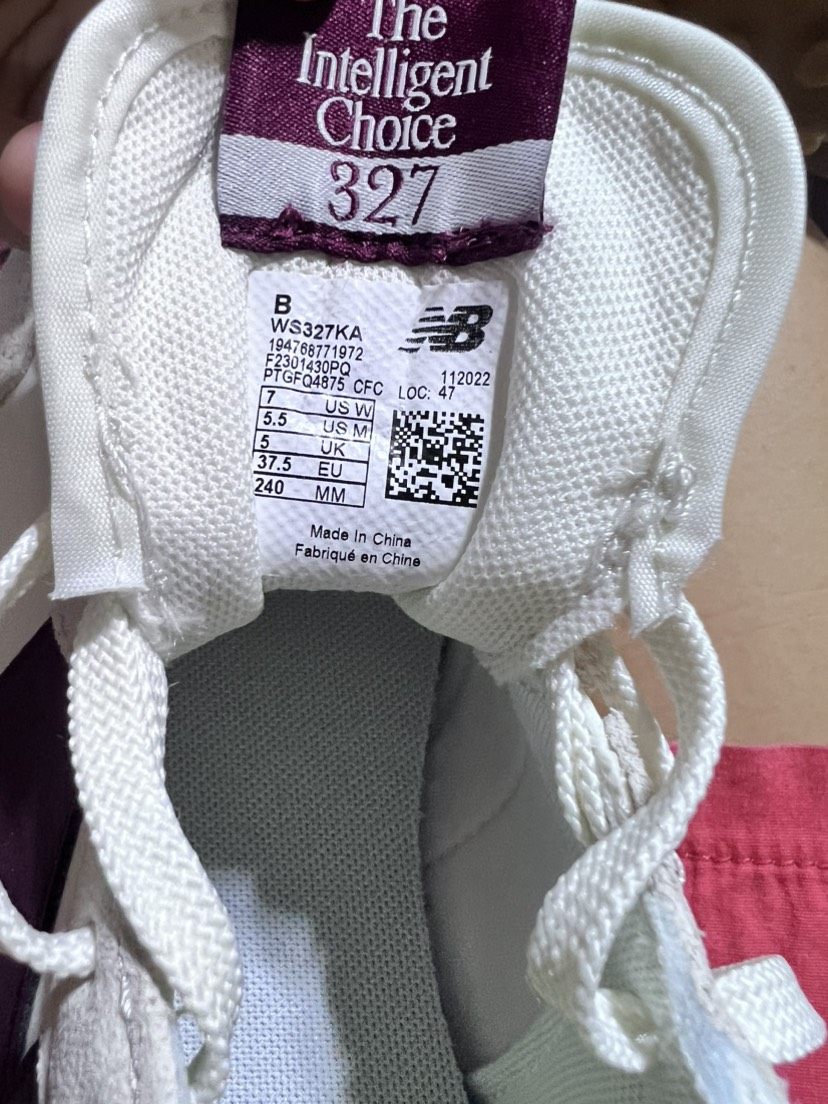 The
Intelligent
Choice
327
B
WS327KA
194768771972
F2301430PQ
PTGFQ4875 CFC
NB
112022
LOC: 47
7 US W
5.5 US M
5 UK
37.5 EU
240 MM
Made In China
Fabriqué en Chine